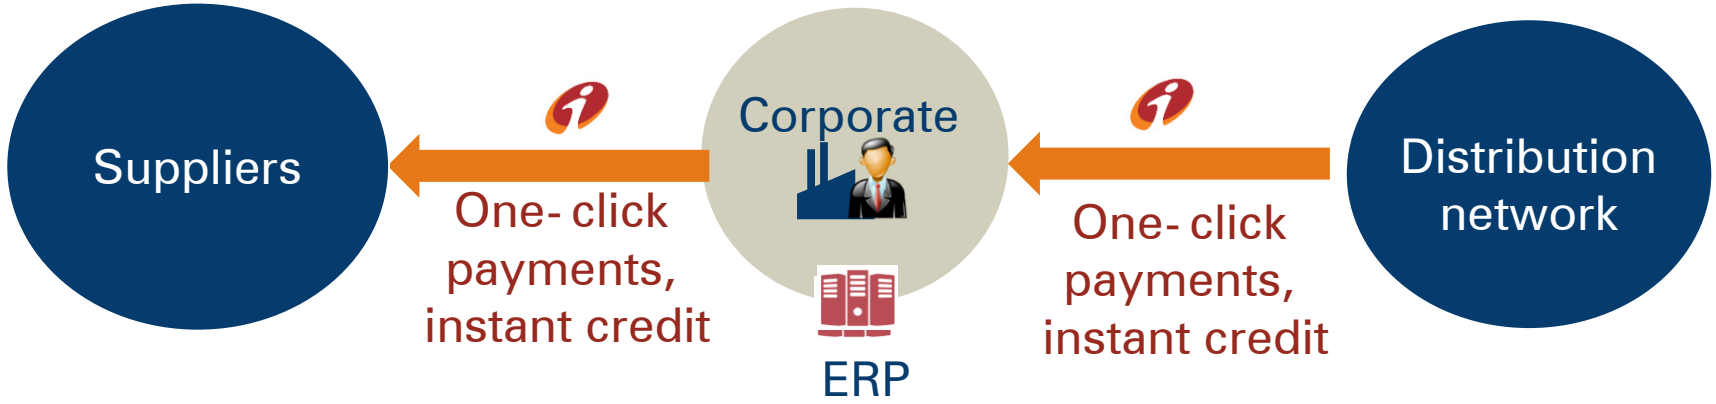 Suppliers
One- click
payments,
instant credit
Corporate
ERP
One- click
payments,
instant credit
Distribution
network